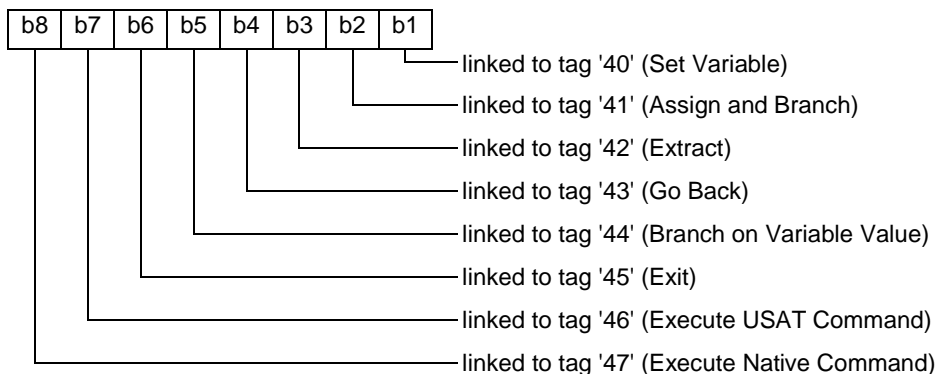 b8 b7 b6 b5 b4 b3 b2 b1
linked to tag '40' (Set Variable)
linked to tag '41' (Assign and Branch)
linked to tag '42' (Extract)
linked to tag '43' (Go Back)
linked to tag '44' (Branch on Variable Value)
linked to tag '45' (Exit)
linked to tag '46' (Execute USAT Command)
linked to tag '47' (Execute Native Command)